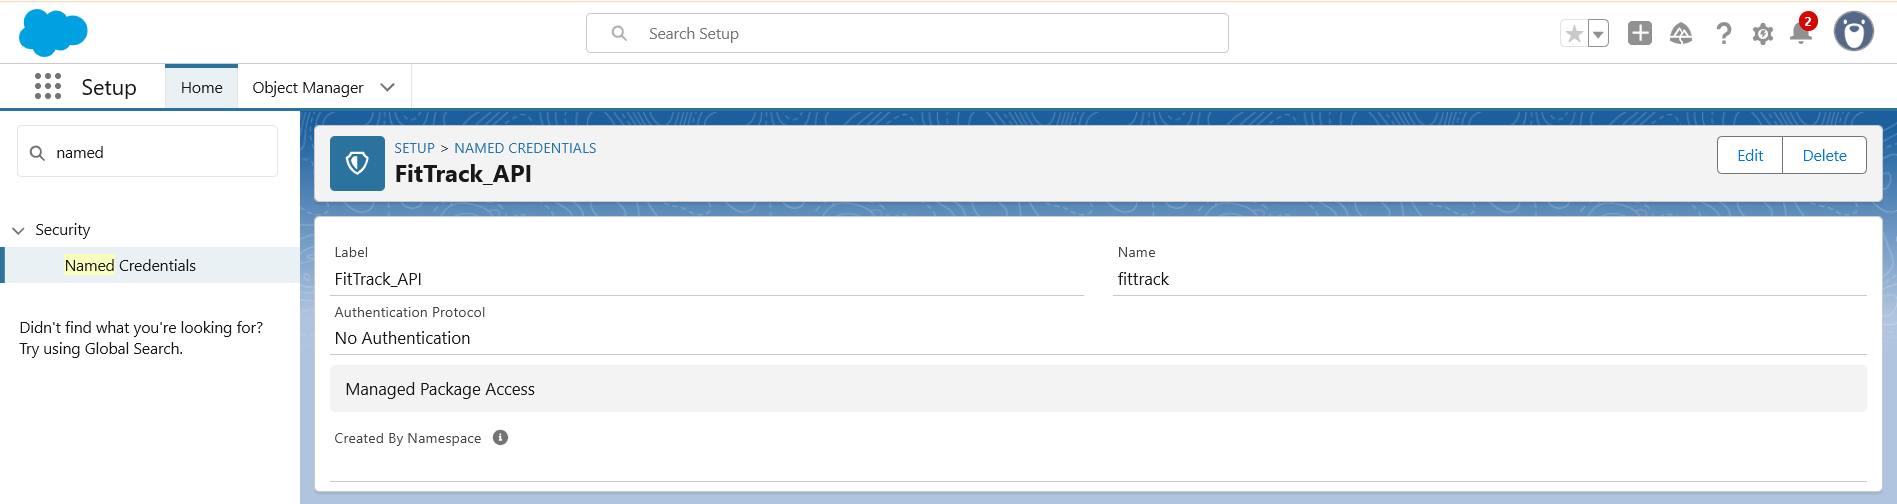 Search Setup
2
Setup
Home
Object Manager
named
SETUP > NAMED CREDENTIALS
FitTrack_API
Edit
Delete
Security
Named Credentials
Didn't find what you're looking for?
Try using Global Search.
Label
FitTrack_API
Name
fittrack
Authentication Protocol
No Authentication
Managed Package Access
Created By Namespace